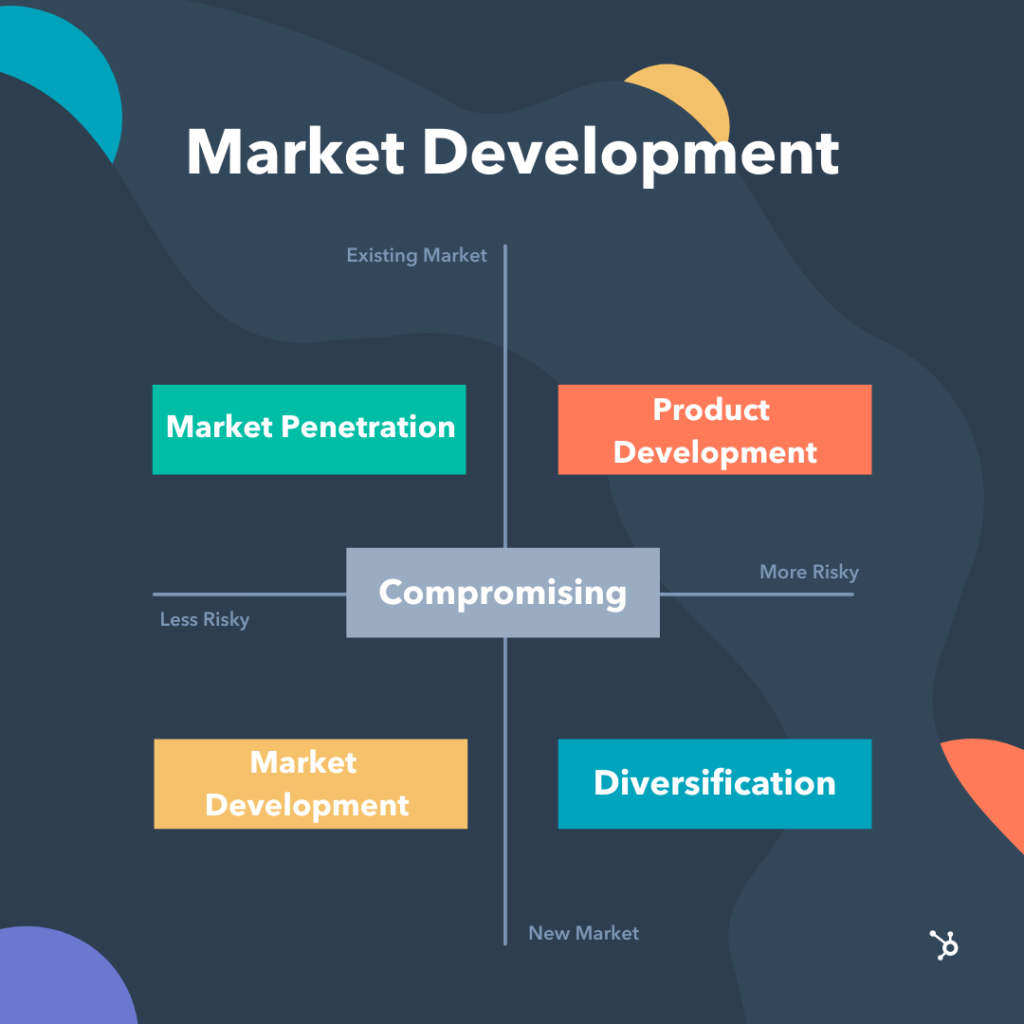 Market Development
Existing Market
Market Penetration
Product
Development
Compromising
More Risky
Less Risky
Market
Development
Diversification
New Market